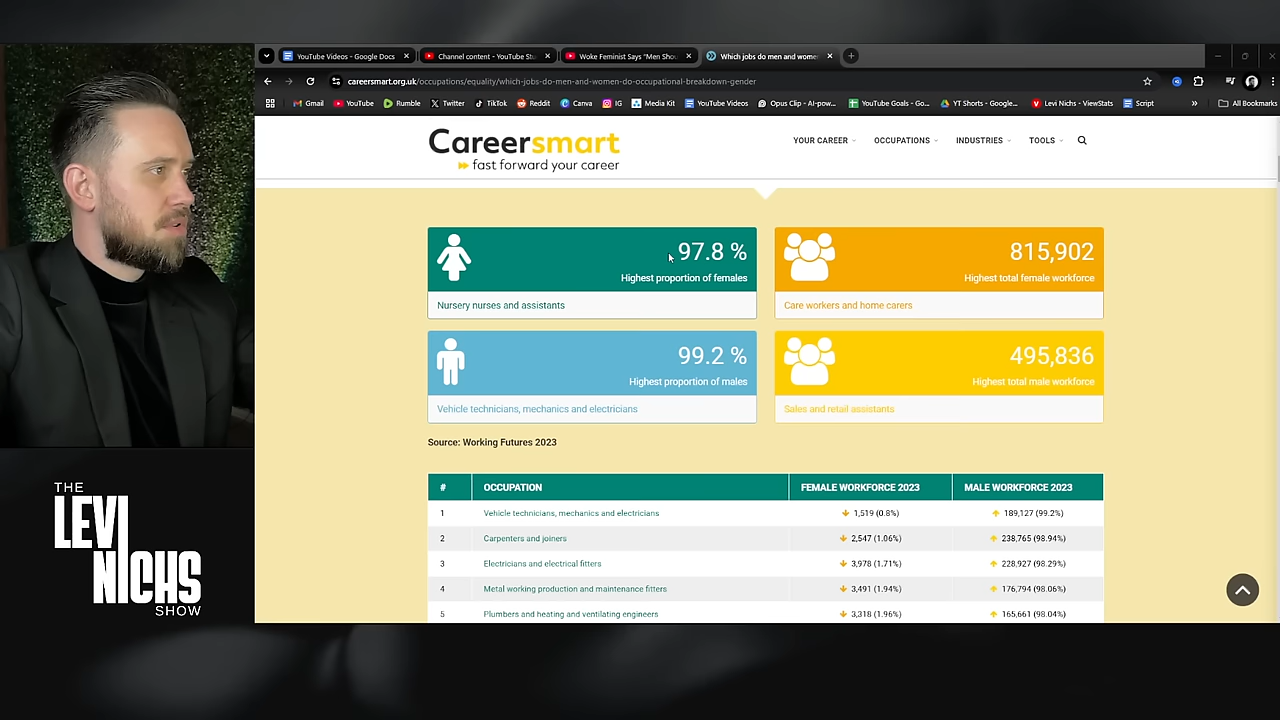 YouTube Videos - Google Docs
Channel content - YouTube Stu
Woke Feminist Says "Men Shou
Which jobs do men and wome
careersmart.org.uk/occupations/equality/which-jobs-do-men-and-women-do-occupational-breakdown-gender
Gmail
YouTube
Rumble
Twitter
TikTok
Reddit
Canva
IG
Media Kit
YouTube Videos
Opus Clip - AI-pow...
YouTube Goals - Go...
YT Shorts - Google...
Levi Nichs - ViewStats
Script
All Bookmarks
Careersmart
fast forward your career
YOUR CAREER
OCCUPATIONS
INDUSTRIES
TOOLS
97.8 %
Highest proportion of females
Nursery nurses and assistants
815,902
Highest total female workforce
Care workers and home carers
99.2 %
Highest proportion of males
Vehicle technicians, mechanics and electricians
495,836
Highest total male workforce
Sales and retail assistants
Source: Working Futures 2023
# OCCUPATION FEMALE WORKFORCE 2023 MALE WORKFORCE 2023
1 Vehicle technicians, mechanics and electricians 1,519 (0.8%) 189,127 (99.2%)
2 Carpenters and joiners 2,547 (1.06%) 238,765 (98.94%)
3 Electricians and electrical fitters 3,978 (1.71%) 228,927 (98.29%)
4 Metal working production and maintenance fitters 3,491 (1.94%) 176,794 (98.06%)
5 Plumbers and heating and ventilating engineers 3,318 (1.96%) 165,661 (98.04%)
THE
LEVI
NICHS
SHOW